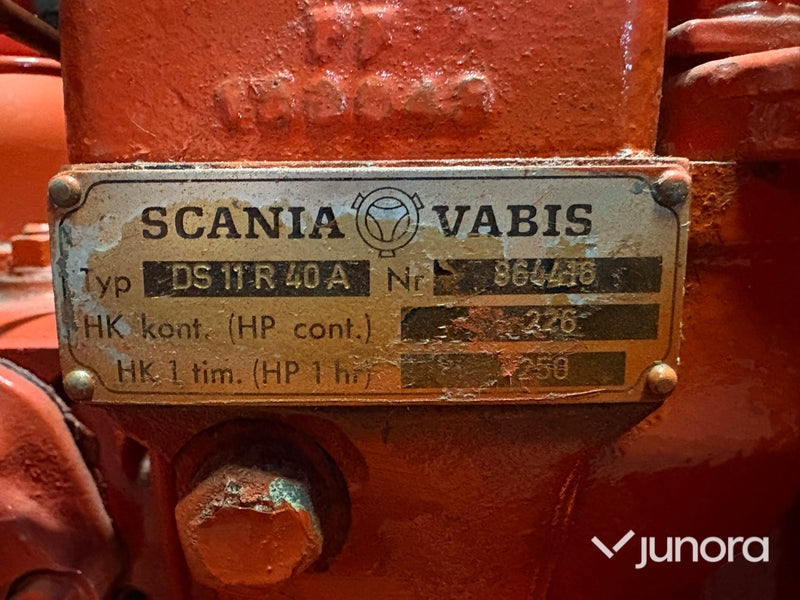 SCANIA VABIS
Typ DS 11 R 40 A Nr 864416
HK kont. (HP cont.) 226
HK 1 tim. (HP 1 hr) 250
junora